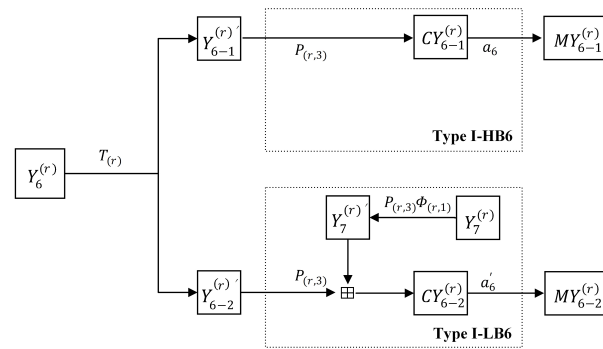 Y_{6-1}^{(r)′}
P_{(r,3)}
CY_{6-1}^{(r)}
a_6
MY_{6-1}^{(r)}
Type I-HB6
Y_6^{(r)}
T_{(r)}
Y_7^{(r)′}
P_{(r,3)}Φ_{(r,1)}
Y_7^{(r)}
Y_{6-2}^{(r)′}
P_{(r,3)}
⊞
CY_{6-2}^{(r)}
a_6^′
MY_{6-2}^{(r)}
Type I-LB6